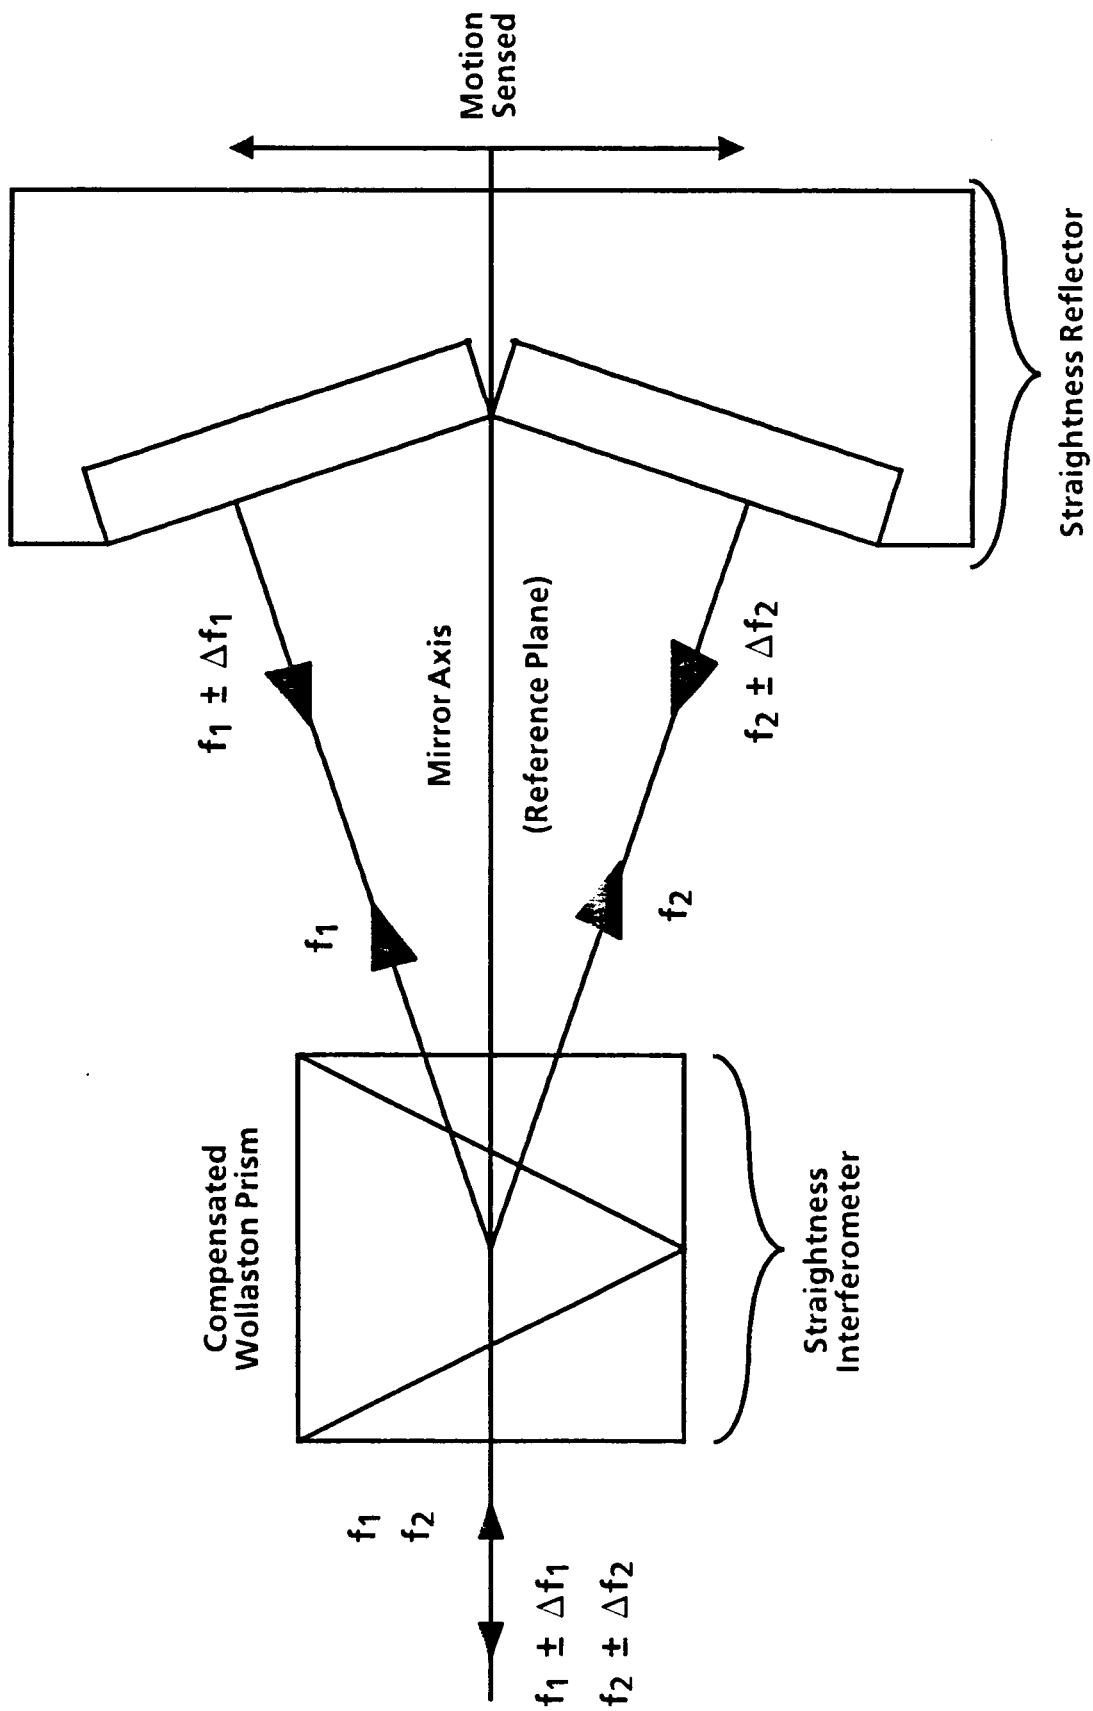 Compensated
Wollaston Prism
f1
f2
f1 ± Δf1
f2 ± Δf2
Straightness
Interferometer
f1
f2
Mirror Axis
(Reference Plane)
f1 ± Δf1
f2 ± Δf2
Motion
Sensed
Straightness Reflector